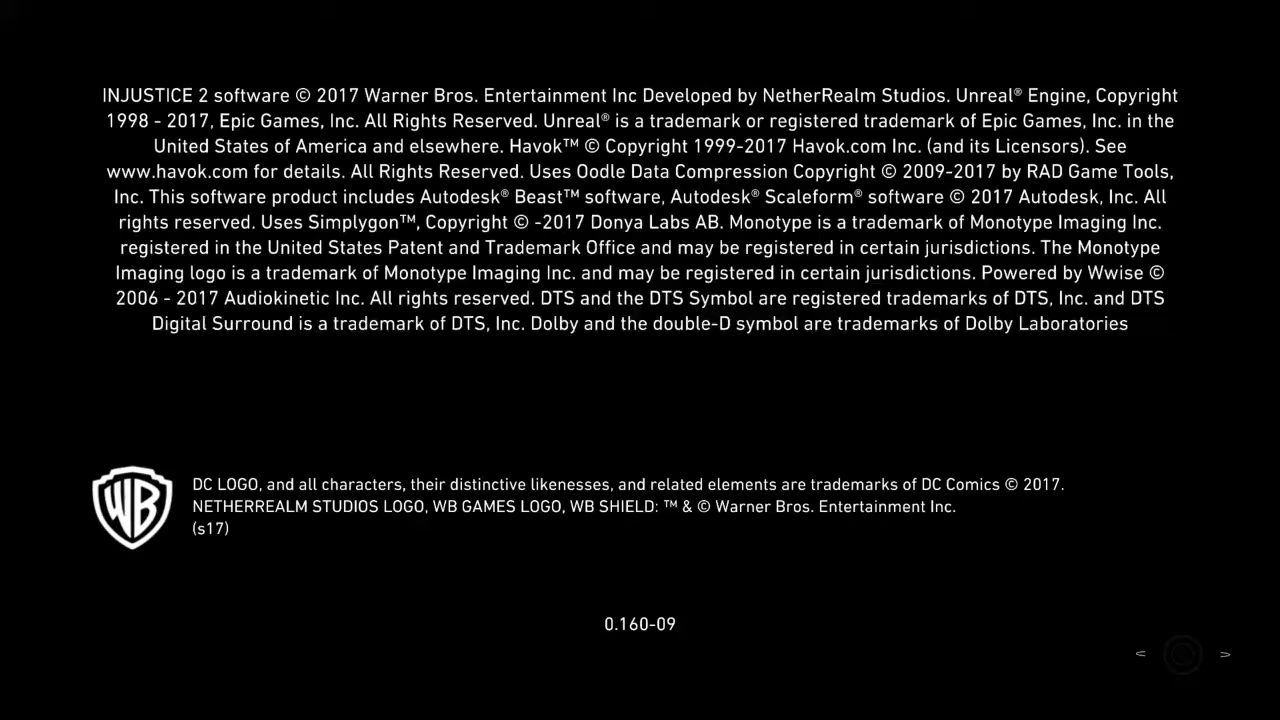 INJUSTICE 2 software © 2017 Warner Bros. Entertainment Inc Developed by NetherRealm Studios. Unreal® Engine, Copyright
1998 - 2017, Epic Games, Inc. All Rights Reserved. Unreal® is a trademark or registered trademark of Epic Games, Inc. in the
United States of America and elsewhere. Havok™ © Copyright 1999-2017 Havok.com Inc. (and its Licensors). See
www.havok.com for details. All Rights Reserved. Uses Oodle Data Compression Copyright © 2009-2017 by RAD Game Tools,
Inc. This software product includes Autodesk® Beast™ software, Autodesk® Scaleform® software © 2017 Autodesk, Inc. All
rights reserved. Uses Simplygon™, Copyright © -2017 Donya Labs AB. Monotype is a trademark of Monotype Imaging Inc.
registered in the United States Patent and Trademark Office and may be registered in certain jurisdictions. The Monotype
Imaging logo is a trademark of Monotype Imaging Inc. and may be registered in certain jurisdictions. Powered by Wwise ©
2006 - 2017 Audiokinetic Inc. All rights reserved. DTS and the DTS Symbol are registered trademarks of DTS, Inc. and DTS
Digital Surround is a trademark of DTS, Inc. Dolby and the double-D symbol are trademarks of Dolby Laboratories
WB
DC LOGO, and all characters, their distinctive likenesses, and related elements are trademarks of DC Comics © 2017.
NETHERREALM STUDIOS LOGO, WB GAMES LOGO, WB SHIELD: ™ & © Warner Bros. Entertainment Inc.
(s17)
0.160-09